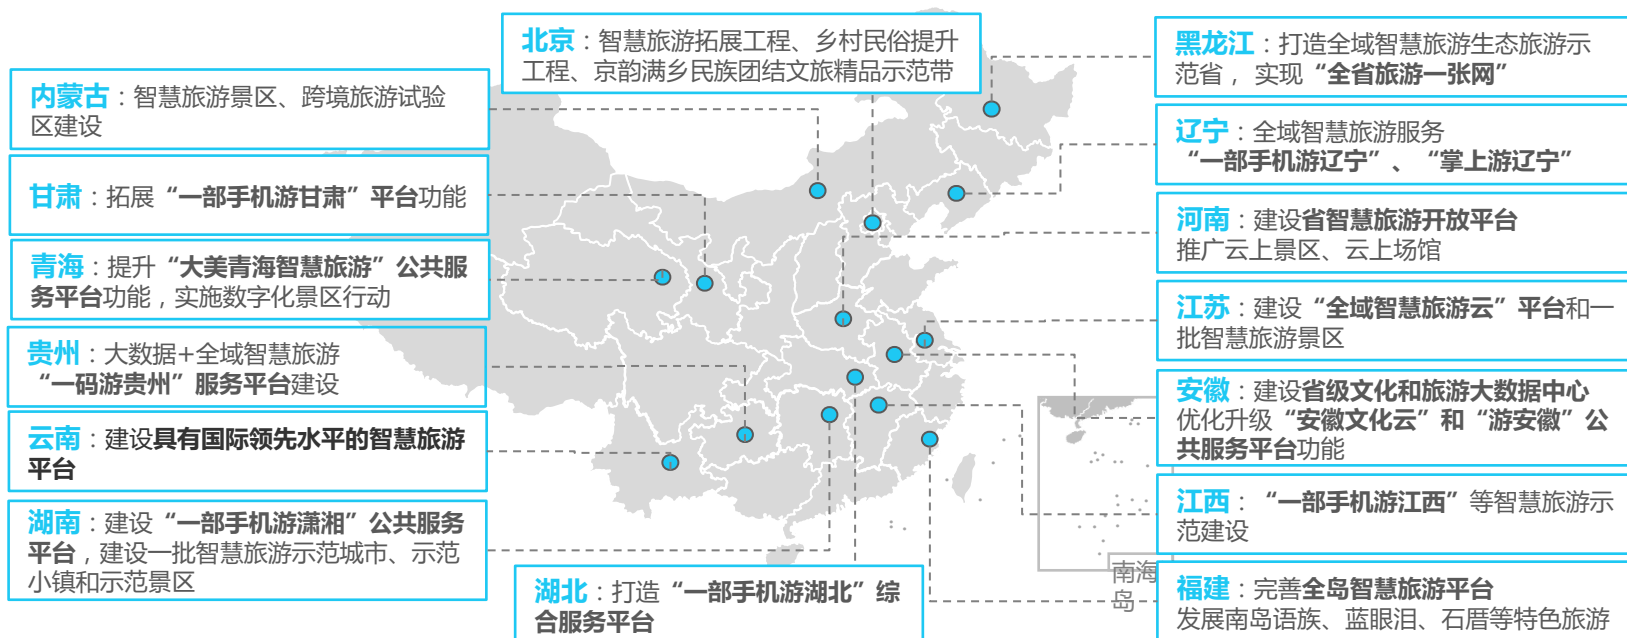 北京：智慧旅游拓展工程、乡村民俗提升
工程、京韵满乡民族团结文旅精品示范带
内蒙古：智慧旅游景区、跨境旅游试验
区建设
甘肃：拓展“一部手机游甘肃”平台功能
青海：提升“大美青海智慧旅游”公共服
务平台功能，实施数字化景区行动
贵州：大数据+全域智慧旅游
“一码游贵州”服务平台建设
云南：建设具有国际领先水平的智慧旅游
平台
湖南：建设“一部手机游潇湘”公共服务
平台，建设一批智慧旅游示范城市、示范
小镇和示范景区
湖北：打造“一部手机游湖北”综
合服务平台
黑龙江：打造全域智慧旅游生态旅游示
范省， 实现“全省旅游一张网”
辽宁：全域智慧旅游服务
“一部手机游辽宁”、“掌上游辽宁”
河南：建设省智慧旅游开放平台
推广云上景区、云上场馆
江苏：建设“全域智慧旅游云”平台和一
批智慧旅游景区
安徽：建设省级文化和旅游大数据中心
优化升级“安徽文化云”和“游安徽”公
共服务平台功能
江西：“一部手机游江西”等智慧旅游示
范建设
福建：完善全岛智慧旅游平台
发展南岛语族、蓝眼泪、石厝等特色旅游
南海
岛